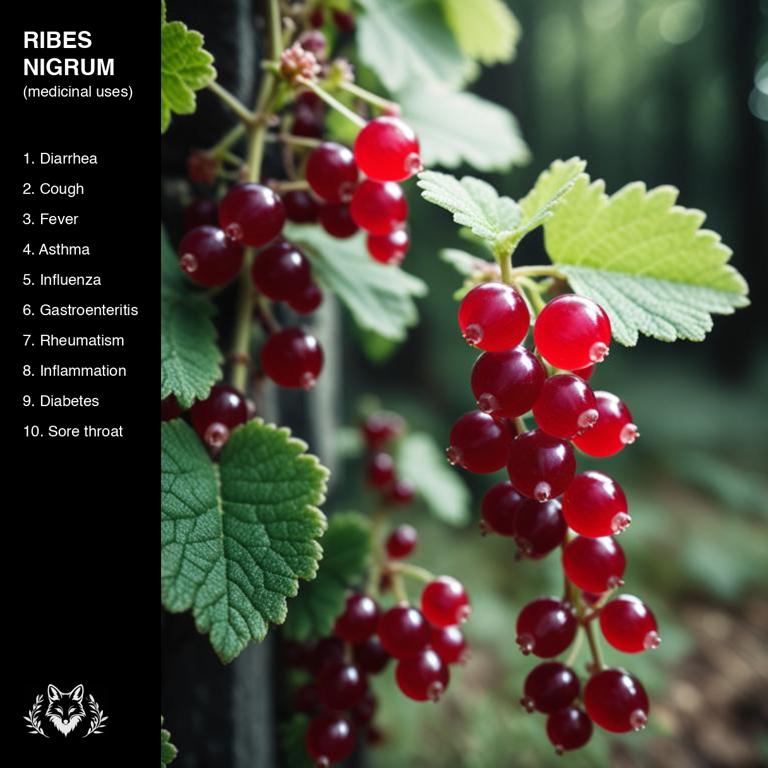 RIBES
NIGRUM
(medicinal uses)
1. Diarrhea
2. Cough
3. Fever
4. Asthma
5. Influenza
6. Gastroenteritis
7. Rheumatism
8. Inflammation
9. Diabetes
10. Sore throat